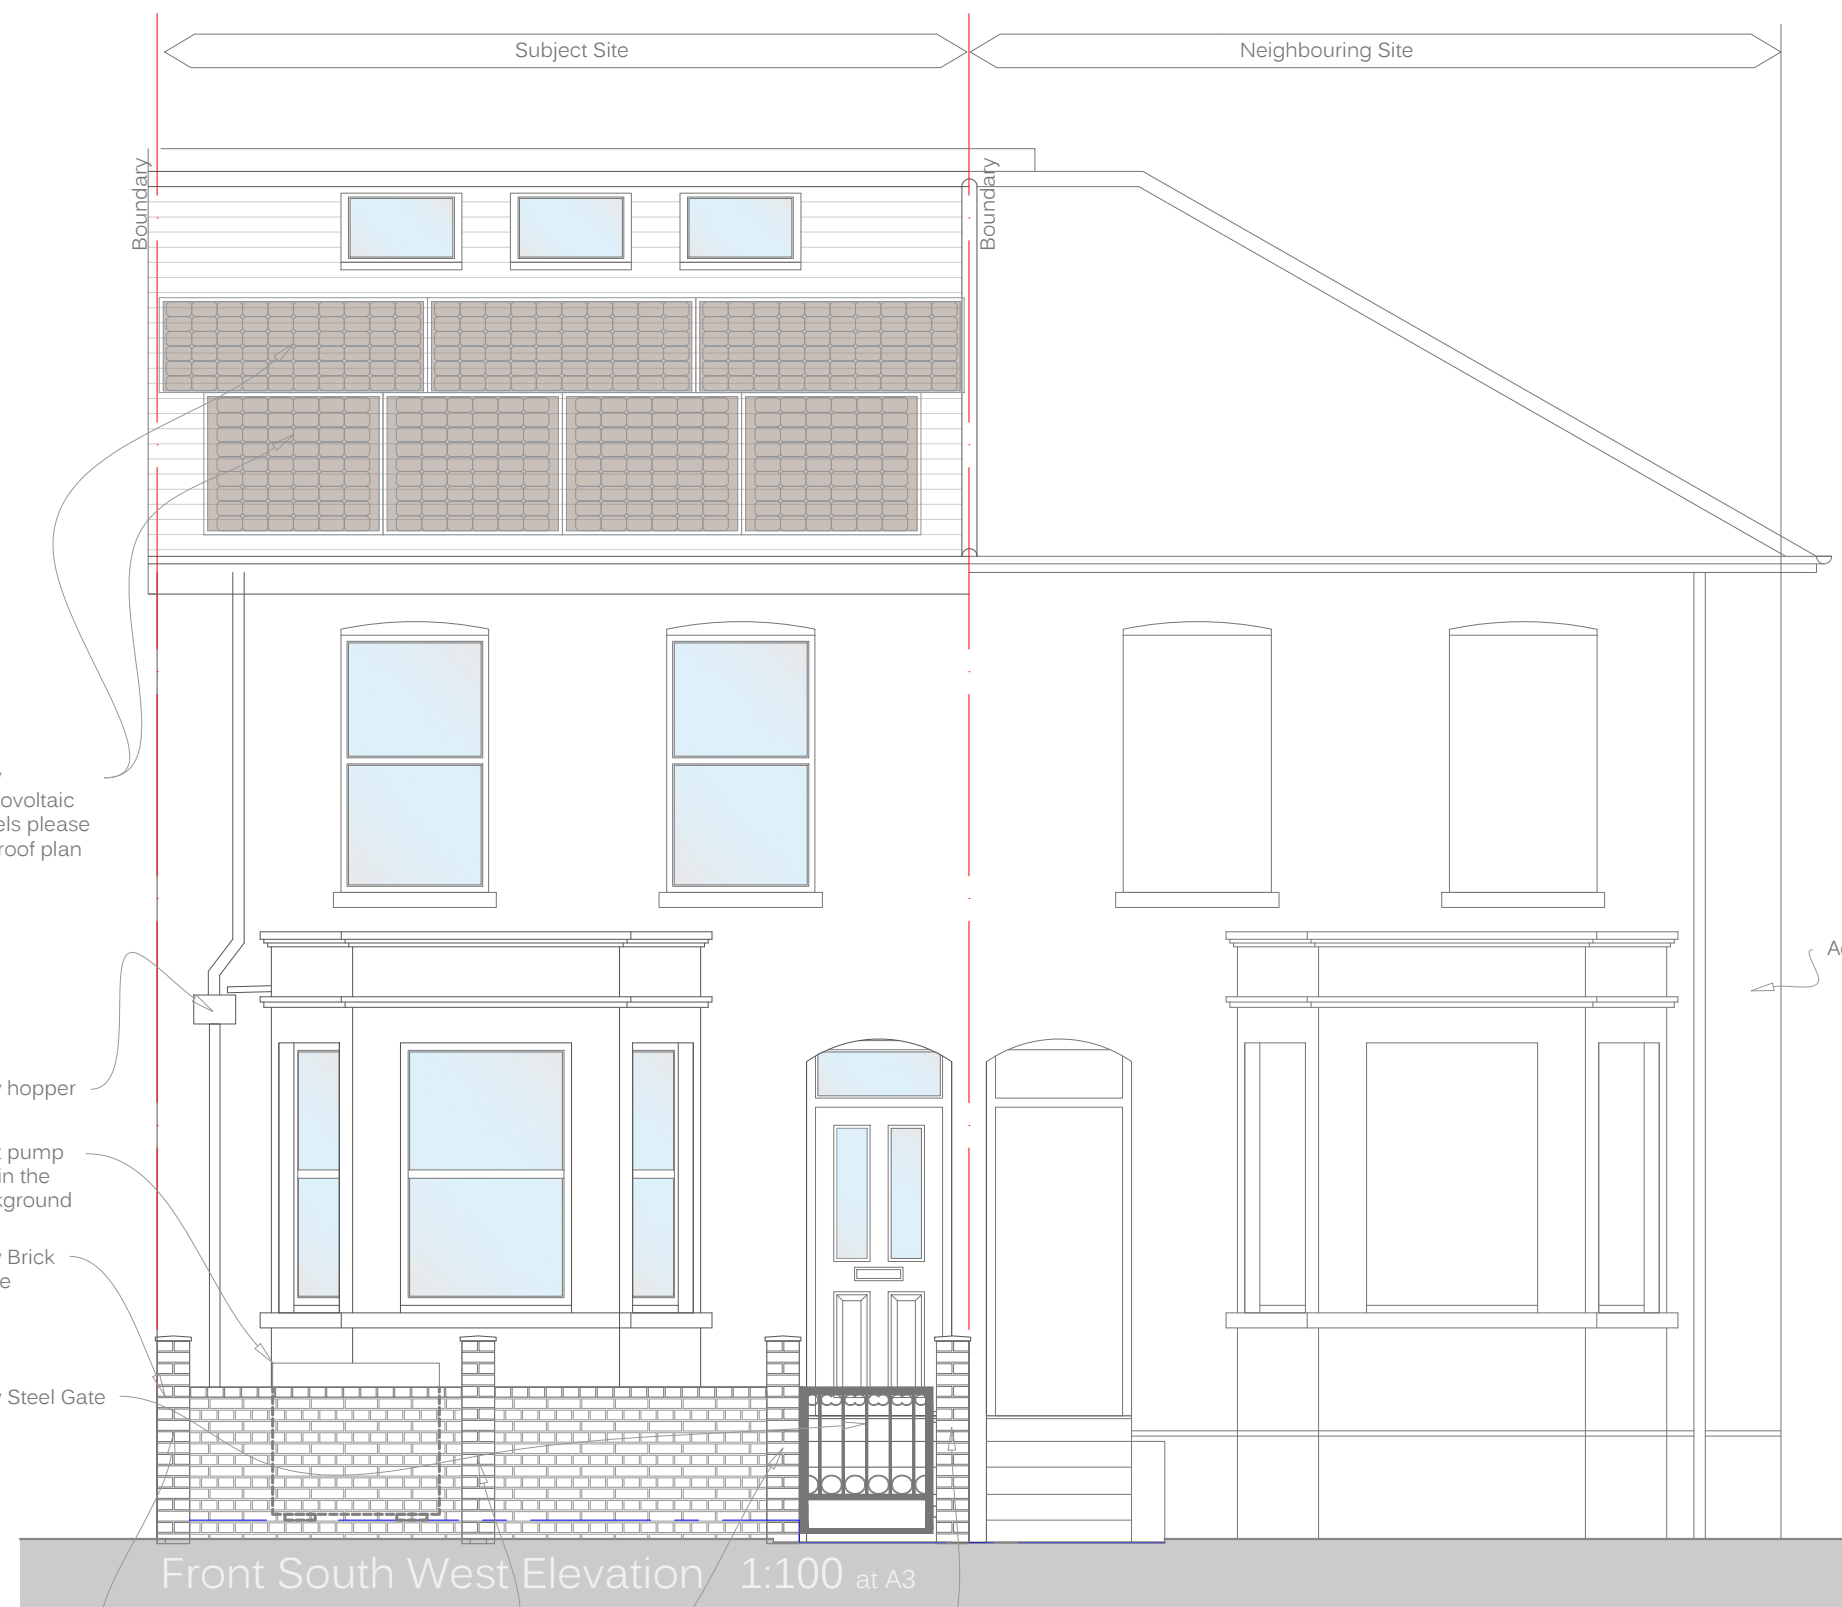 Subject Site
Neighbouring Site
Boundary
Boundary
ovoltaic
els please
roof plan
hopper
pump
in the
kground
Brick
e
Steel Gate
Front South West Elevation 1:100 at A3